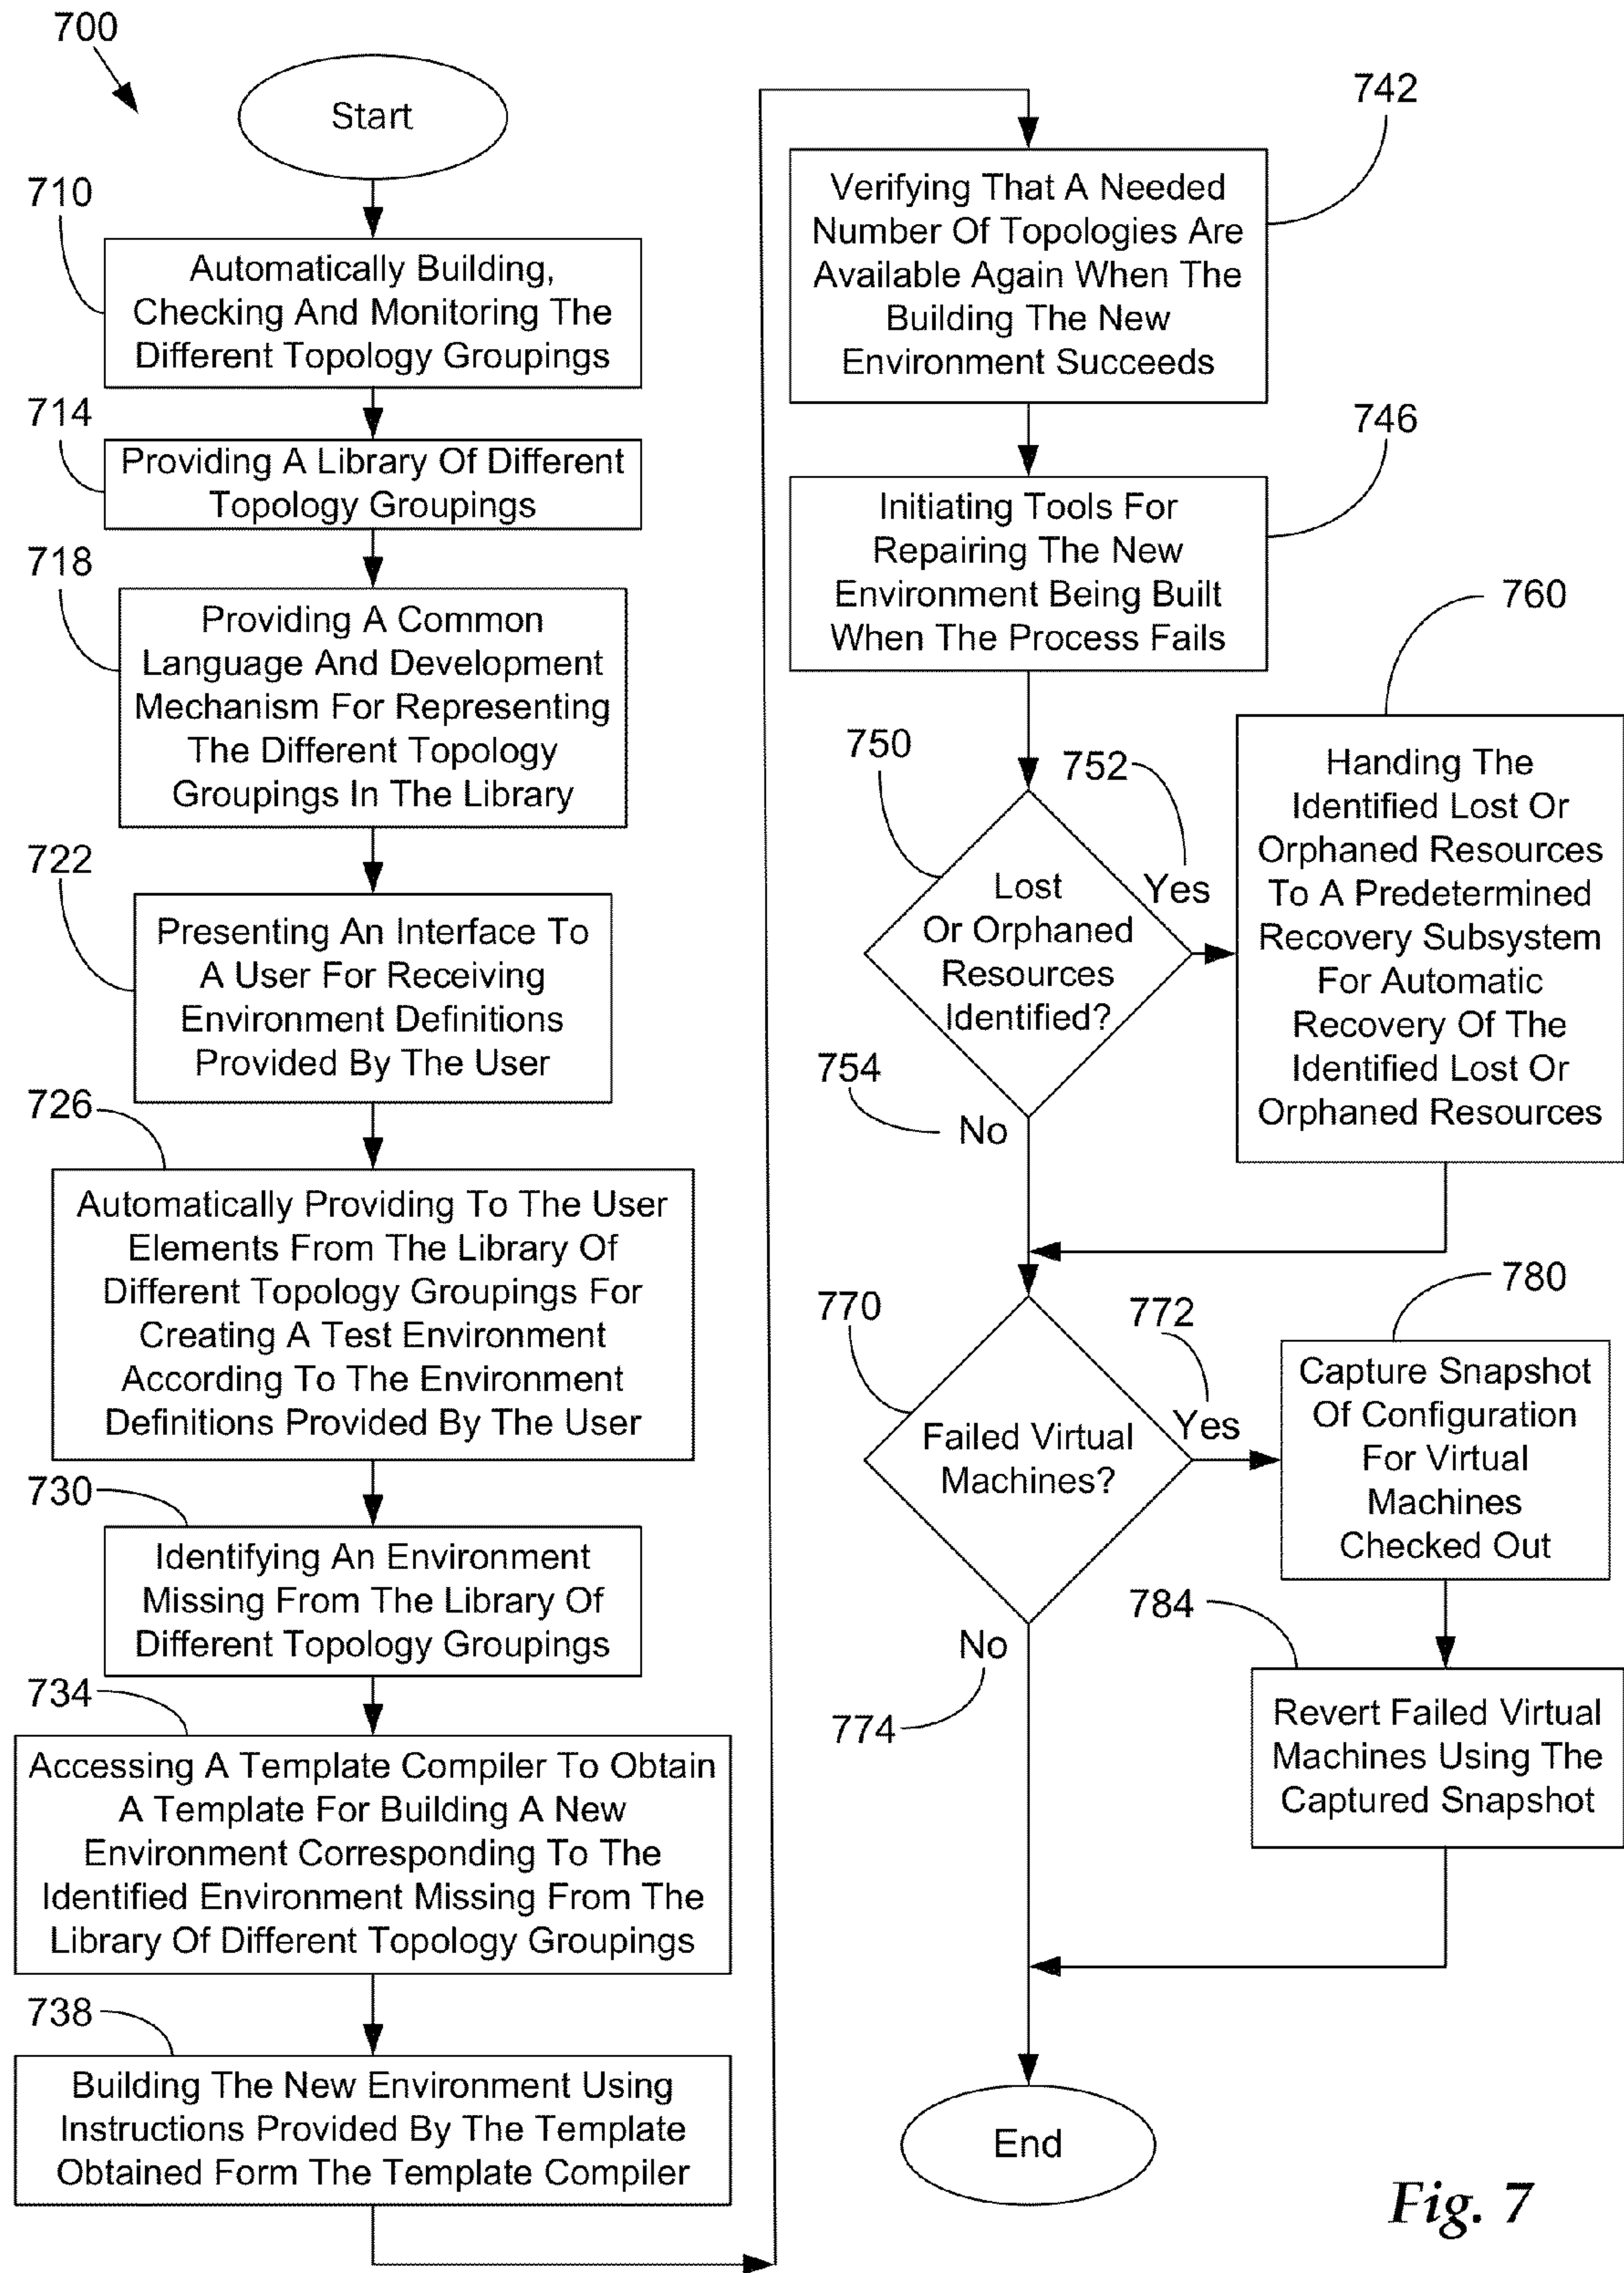 700
Start
710
Automatically Building,
Checking And Monitoring The
Different Topology Groupings
714
Providing A Library Of Different
Topology Groupings
718
Providing A Common
Language And Development
Mechanism For Representing
The Different Topology
Groupings In The Library
722
Presenting An Interface To
A User For Receiving
Environment Definitions
Provided By The User
726
Automatically Providing To The User
Elements From The Library Of
Different Topology Groupings For
Creating A Test Environment
According To The Environment
Definitions Provided By The User
730
Identifying An Environment
Missing From The Library Of
Different Topology Groupings
734
Accessing A Template Compiler To Obtain
A Template For Building A New
Environment Corresponding To The
Identified Environment Missing From The
Library Of Different Topology Groupings
738
Building The New Environment Using
Instructions Provided By The Template
Obtained Form The Template Compiler
742
Verifying That A Needed
Number Of Topologies Are
Available Again When The
Building The New
Environment Succeeds
746
Initiating Tools For
Repairing The New
Environment Being Built
When The Process Fails
750
Lost
Or Orphaned
Resources
Identified?
752
Yes
754
No
760
Handing The
Identified Lost Or
Orphaned Resources
To A Predetermined
Recovery Subsystem
For Automatic
Recovery Of The
Identified Lost Or
Orphaned Resources
770
Failed Virtual
Machines?
772
Yes
No
774
780
Capture Snapshot
Of Configuration
For Virtual
Machines
Checked Out
784
Revert Failed Virtual
Machines Using The
Captured Snapshot
End
Fig. 7